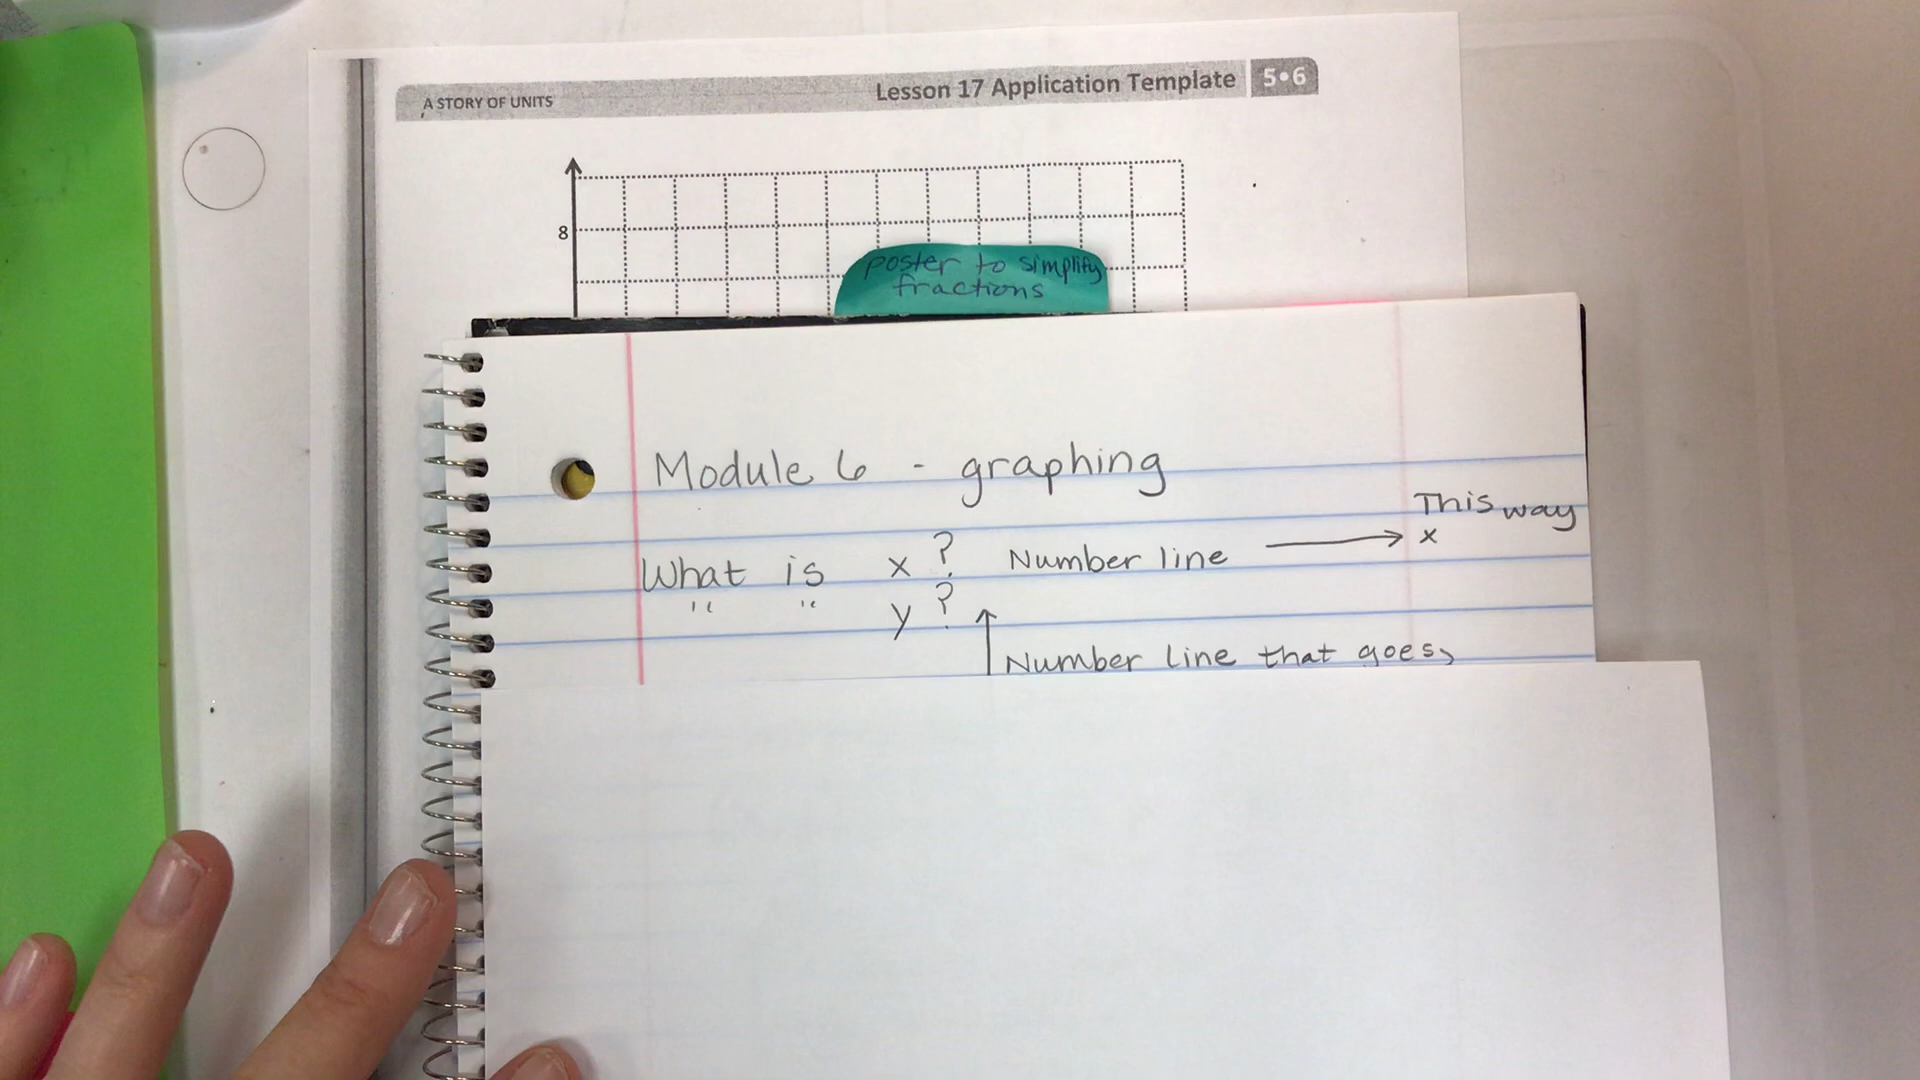 A STORY OF UNITS
Lesson 17 Application Template 5•6
8
poster to simplify
fractions
Module 6 - graphing
This way
What is x? Number line → x
" " y?
↑ Number line that goes,